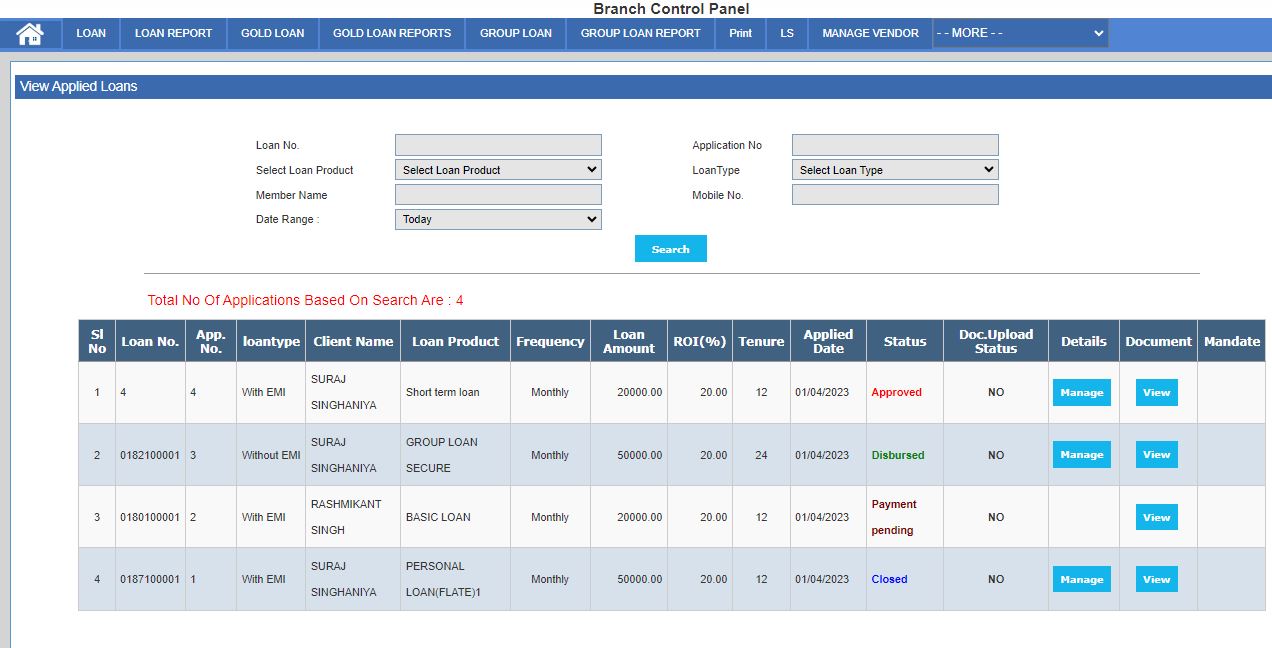 Branch Control Panel
LOAN LOAN REPORT GOLD LOAN GOLD LOAN REPORTS GROUP LOAN GROUP LOAN REPORT Print LS MANAGE VENDOR - - MORE - -
View Applied Loans
Loan No. Application No
Select Loan Product Select Loan Product LoanType Select Loan Type
Member Name Mobile No.
Date Range : Today
Search
Total No Of Applications Based On Search Are : 4
Sl No Loan No. App. No. loantype Client Name Loan Product Frequency Loan Amount ROI(%) Tenure Applied Date Status Doc.Upload Status Details Document Mandate
1 4 4 With EMI SURAJ SINGHANIYA Short term loan Monthly 20000.00 20.00 12 01/04/2023 Approved NO Manage View
2 0182100001 3 Without EMI SURAJ SINGHANIYA GROUP LOAN SECURE Monthly 50000.00 20.00 24 01/04/2023 Disbursed NO Manage View
3 0180100001 2 With EMI RASHMIKANT SINGH BASIC LOAN Monthly 20000.00 20.00 12 01/04/2023 Payment pending NO View
4 0187100001 1 With EMI SURAJ SINGHANIYA PERSONAL LOAN(FLATE)1 Monthly 50000.00 20.00 12 01/04/2023 Closed NO Manage View